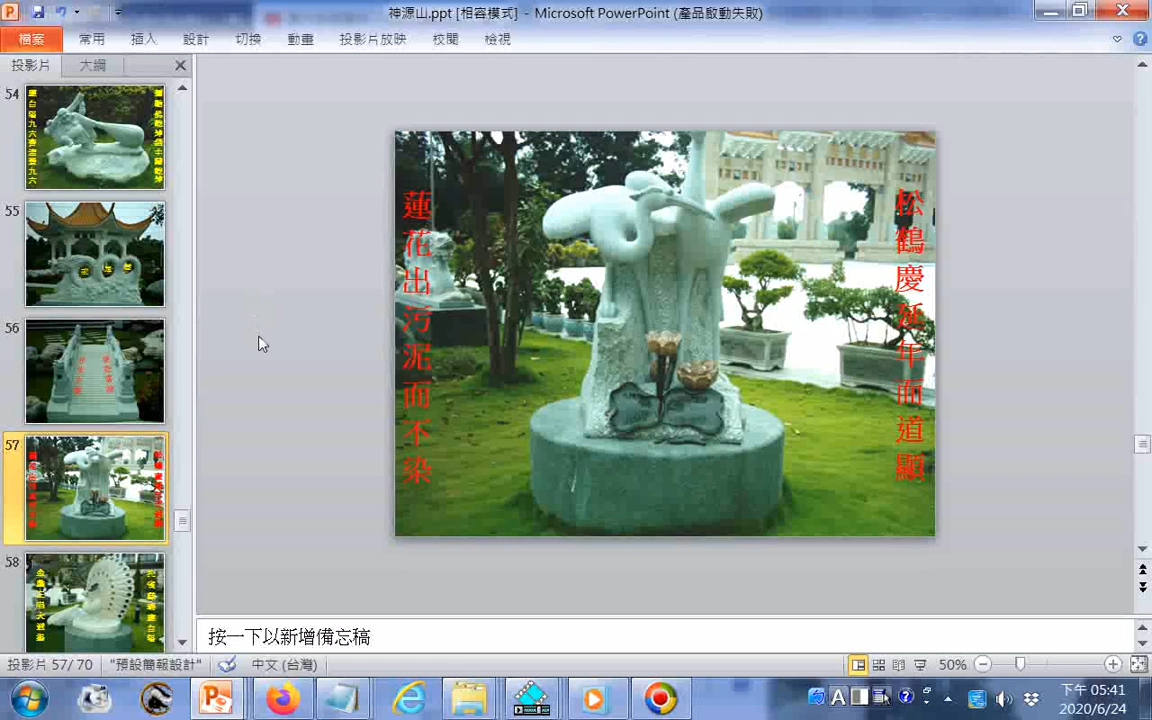 神源山.ppt [相容模式] - Microsoft PowerPoint (產品啟動失敗)
檔案 常用 插入 設計 切換 動畫 投影片放映 校閱 檢視
投影片 大綱
54
55
56
57
58
松鶴慶延年而道顯
蓮花出污泥而不染
按一下以新增備忘稿
投影片 57/70 "預設簡報設計" 中文 (台灣) 50%
下午 05:41
2020/6/24